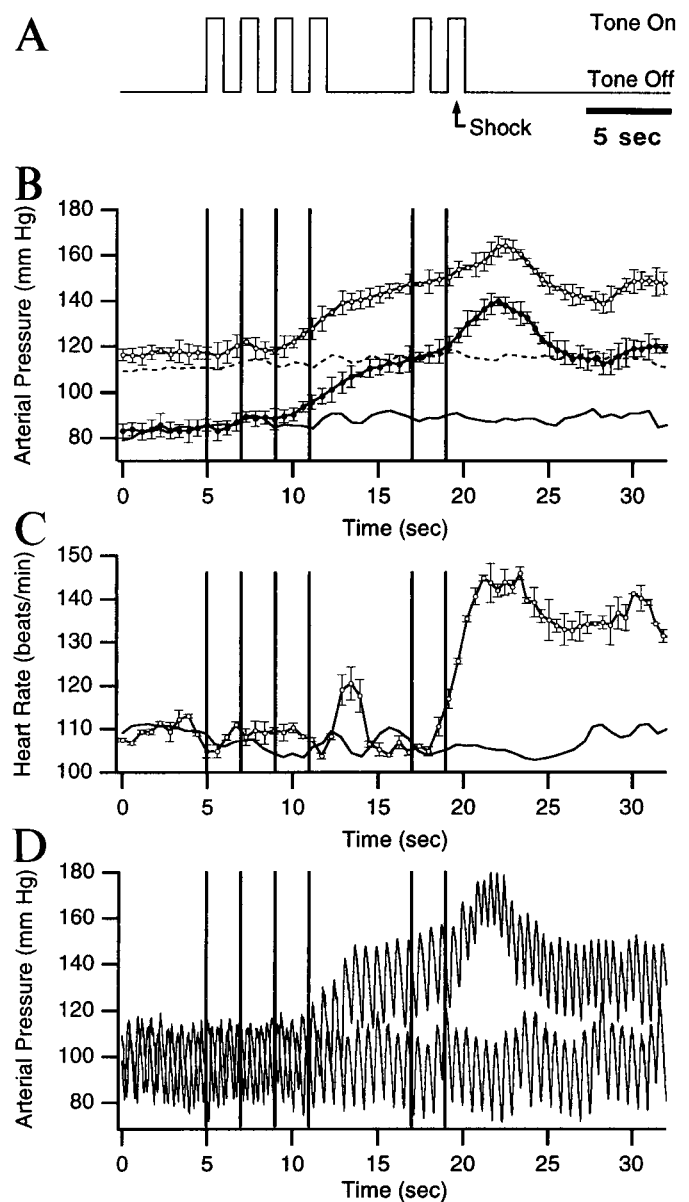 A
Tone On
Tone Off
Shock
5 sec
B
Arterial Pressure (mm Hg)
180
160
140
120
100
80
0 5 10 15 20 25 30
Time (sec)
C
Heart Rate (beats/min)
150
140
130
120
110
100
0 5 10 15 20 25 30
Time (sec)
D
Arterial Pressure (mm Hg)
180
160
140
120
100
80
0 5 10 15 20 25 30
Time (sec)